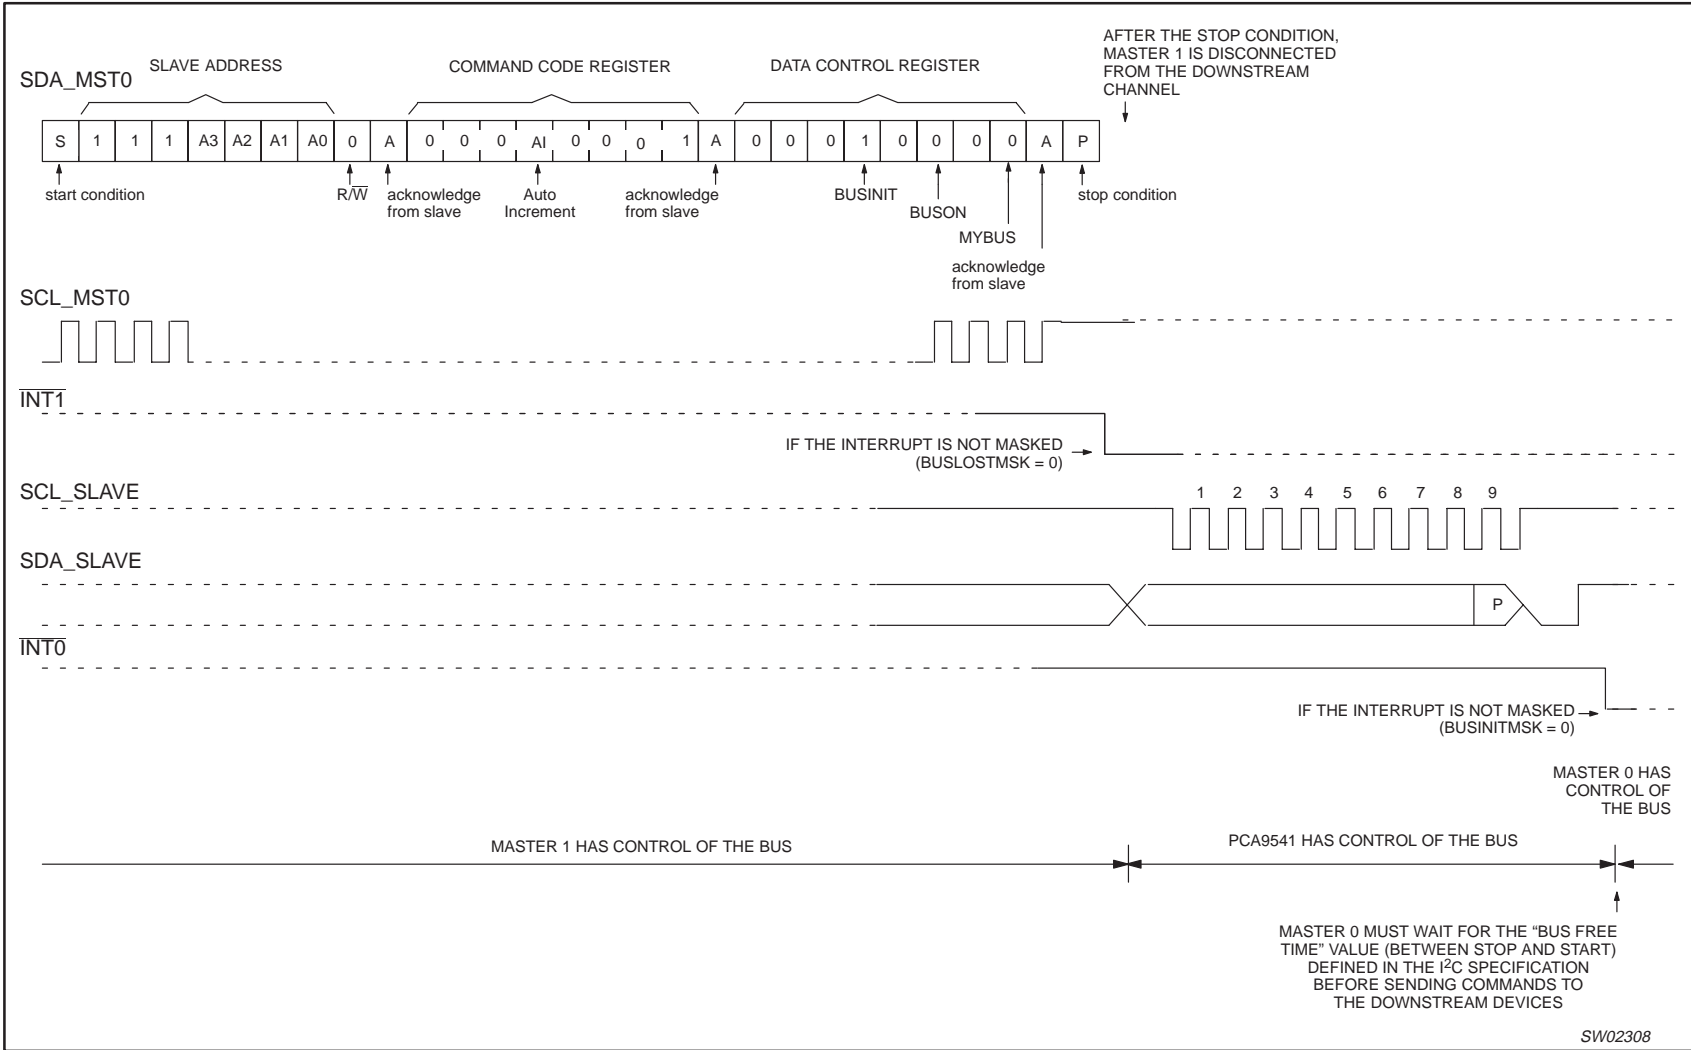 AFTER THE STOP CONDITION,
MASTER 1 IS DISCONNECTED
FROM THE DOWNSTREAM
CHANNEL
SLAVE ADDRESS
COMMAND CODE REGISTER
DATA CONTROL REGISTER
SDA_MST0
S 1 1 1 A3 A2 A1 A0 0 A 0 0 0 AI 0 0 0 1 A 0 0 0 1 0 0 0 0 A P
start condition
R/W̅
acknowledge
from slave
Auto
Increment
acknowledge
from slave
BUSINIT
BUSON
MYBUS
acknowledge
from slave
stop condition
SCL_MST0
I̅N̅T̅1̅
IF THE INTERRUPT IS NOT MASKED
(BUSLOSTMSK = 0)
SCL_SLAVE
1 2 3 4 5 6 7 8 9
SDA_SLAVE
P
I̅N̅T̅0̅
IF THE INTERRUPT IS NOT MASKED
(BUSINITMSK = 0)
MASTER 0 HAS
CONTROL OF
THE BUS
MASTER 1 HAS CONTROL OF THE BUS
PCA9541 HAS CONTROL OF THE BUS
MASTER 0 MUST WAIT FOR THE “BUS FREE
TIME” VALUE (BETWEEN STOP AND START)
DEFINED IN THE I²C SPECIFICATION
BEFORE SENDING COMMANDS TO
THE DOWNSTREAM DEVICES
SW02308